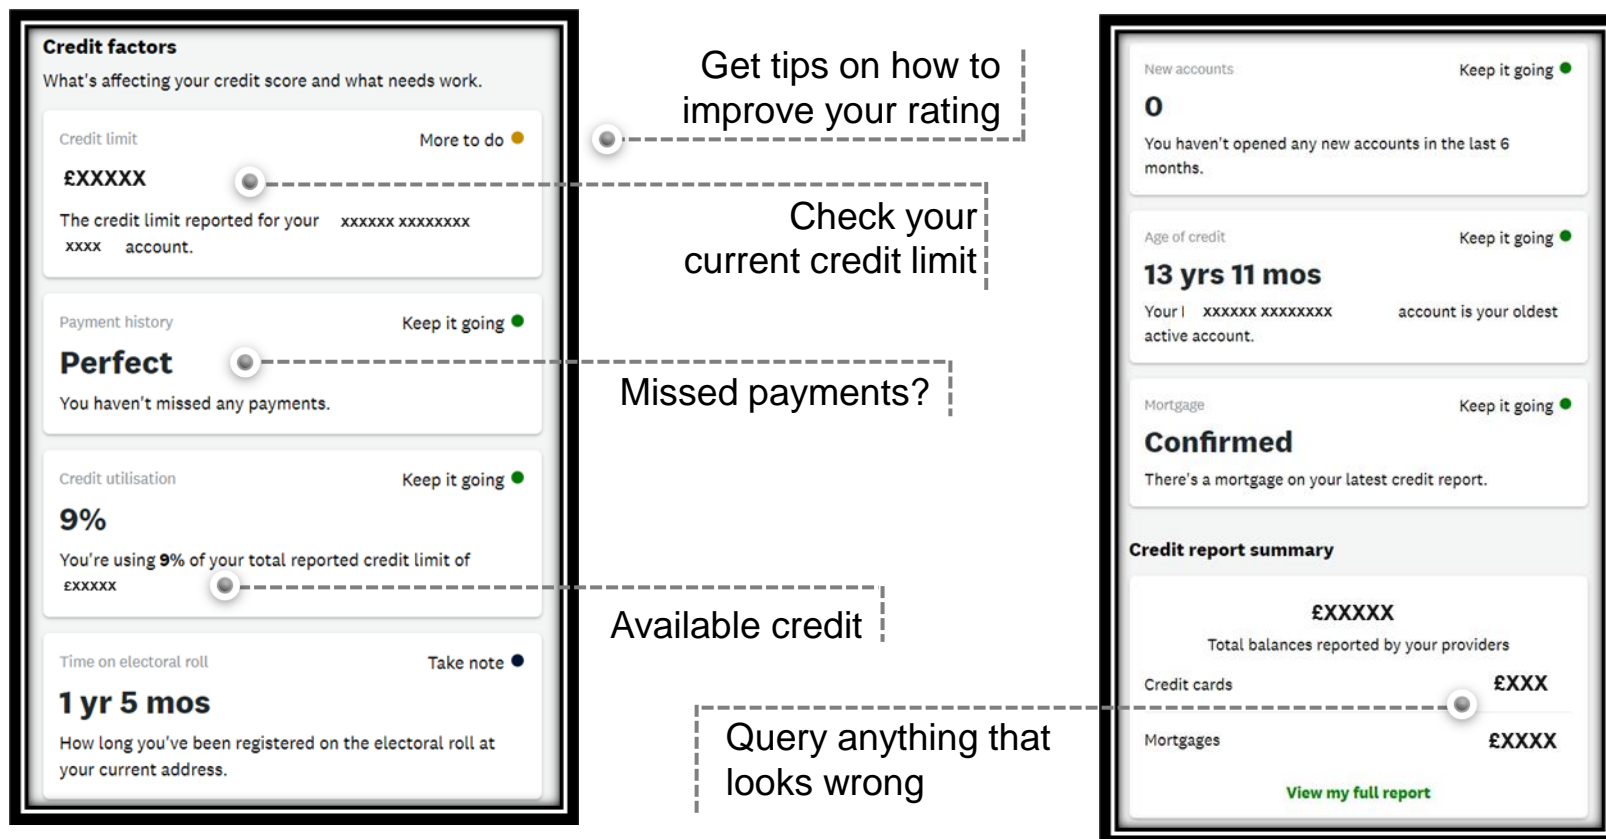 Credit factors
What's affecting your credit score and what needs work.
Credit limit
More to do
£XXXXX
The credit limit reported for your xxxxxx xxxxxxxx
xxxx account.
Payment history
Keep it going
Perfect
You haven't missed any payments.
Credit utilisation
Keep it going
9%
You're using 9% of your total reported credit limit of
£XXXXX
Time on electoral roll
Take note
1 yr 5 mos
How long you've been registered on the electoral roll at
your current address.
Get tips on how to
improve your rating
Check your
current credit limit
Missed payments?
Available credit
Query anything that
looks wrong
New accounts
Keep it going
0
You haven't opened any new accounts in the last 6
months.
Age of credit
Keep it going
13 yrs 11 mos
Your xxxxxx xxxxxxxx account is your oldest
active account.
Mortgage
Keep it going
Confirmed
There's a mortgage on your latest credit report.
Credit report summary
£XXXXX
Total balances reported by your providers
Credit cards
£XXX
Mortgages
£XXXX
View my full report